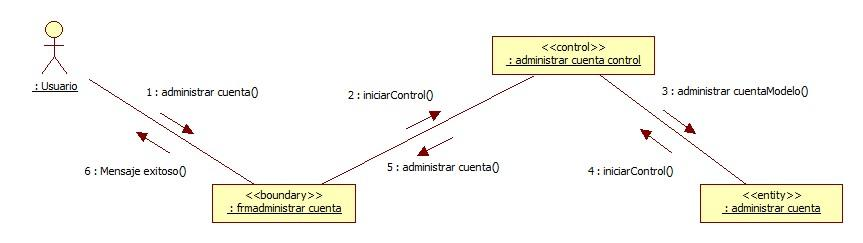 <<control>>
: administrar cuenta control
: Usuario
1 : administrar cuenta()
2 : iniciarControl()
3 : administrar cuentaModelo()
6 : Mensaje exitoso()
5 : administrar cuenta()
4 : iniciarControl()
<<boundary>>
: frmadministrar cuenta
<<entity>>
: administrar cuenta